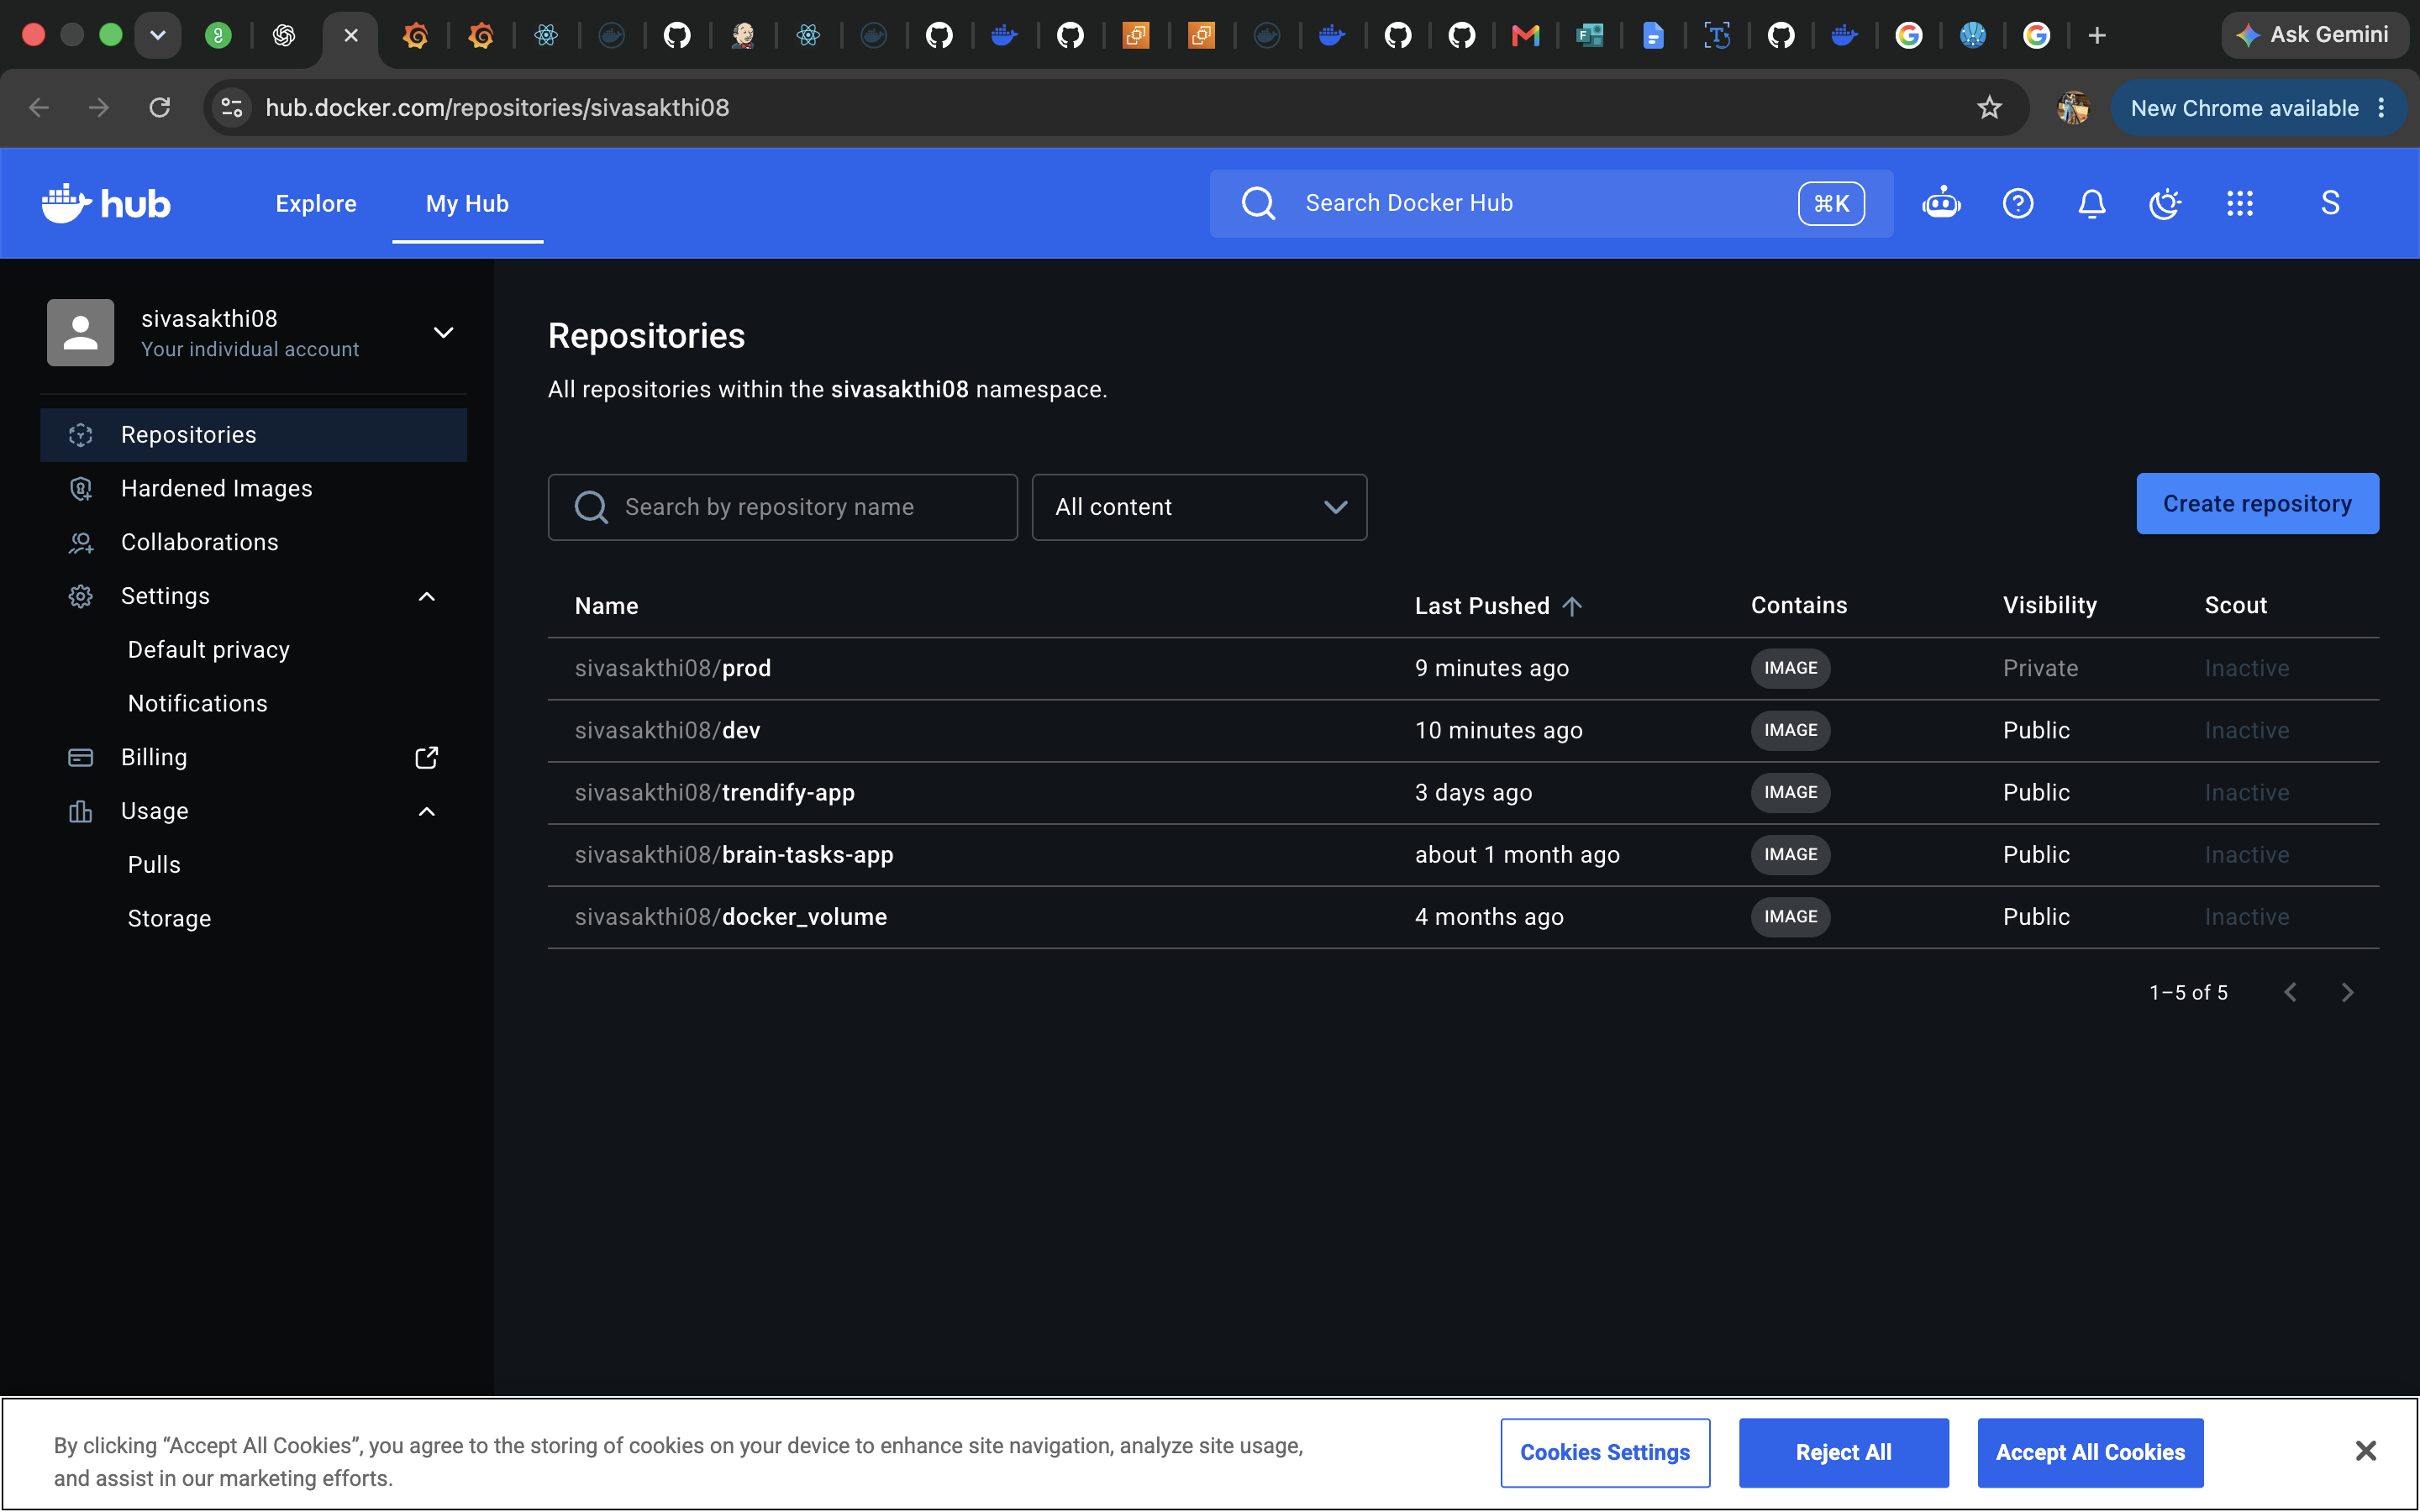 Ask Gemini
hub.docker.com/repositories/sivasakthi08
New Chrome available
hub
Explore
My Hub
Search Docker Hub
⌘K
S
sivasakthi08
Your individual account
Repositories
Hardened Images
Collaborations
Settings
Default privacy
Notifications
Billing
Usage
Pulls
Storage
Repositories
All repositories within the sivasakthi08 namespace.
Search by repository name
All content
Create repository
Name Last Pushed Contains Visibility Scout
sivasakthi08/prod 9 minutes ago IMAGE Private Inactive
sivasakthi08/dev 10 minutes ago IMAGE Public Inactive
sivasakthi08/trendify-app 3 days ago IMAGE Public Inactive
sivasakthi08/brain-tasks-app about 1 month ago IMAGE Public Inactive
sivasakthi08/docker_volume 4 months ago IMAGE Public Inactive
1–5 of 5
By clicking “Accept All Cookies”, you agree to the storing of cookies on your device to enhance site navigation, analyze site usage,
and assist in our marketing efforts.
Cookies Settings
Reject All
Accept All Cookies